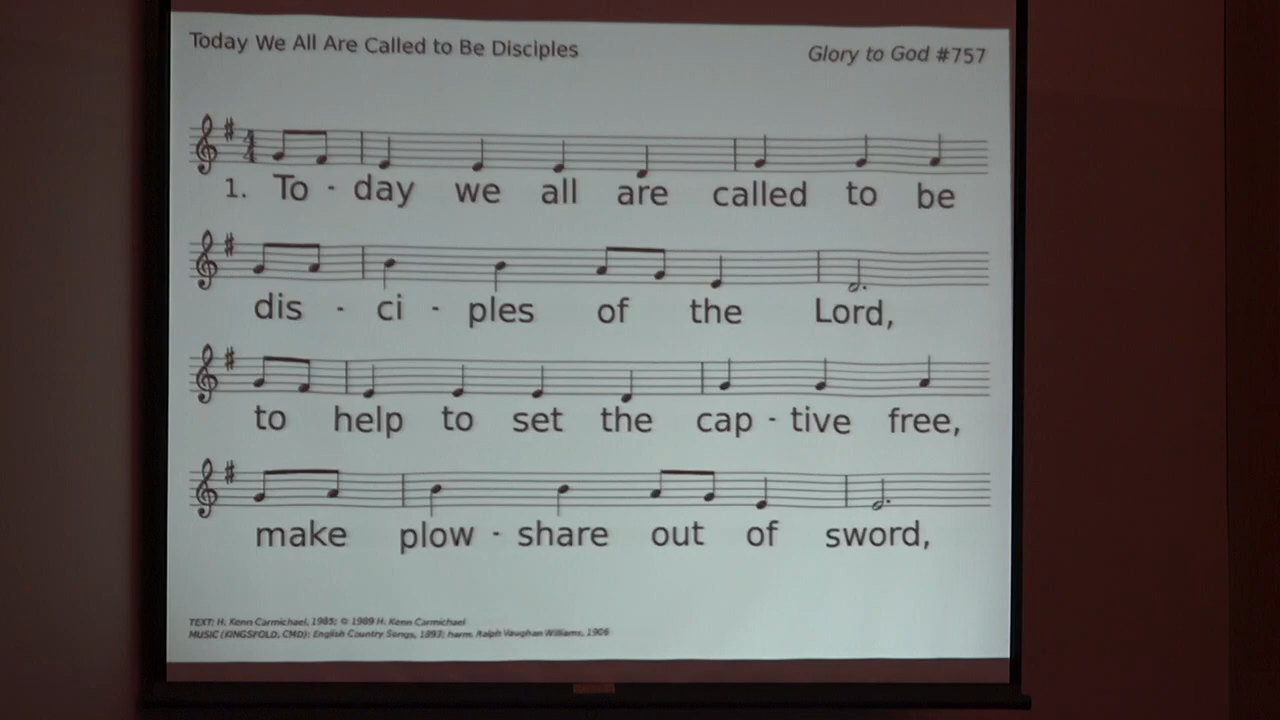 Today We All Are Called to Be Disciples
Glory to God #757
1. To - day we all are called to be
dis - ci - ples of the Lord,
to help to set the cap - tive free,
make plow - share out of sword,
TEXT: H. Kenn Carmichael, 1985; © 1989 H. Kenn Carmichael
MUSIC (KINGSFOLD, CMD): English Country Songs, 1893; harm. Ralph Vaughan Williams, 1906